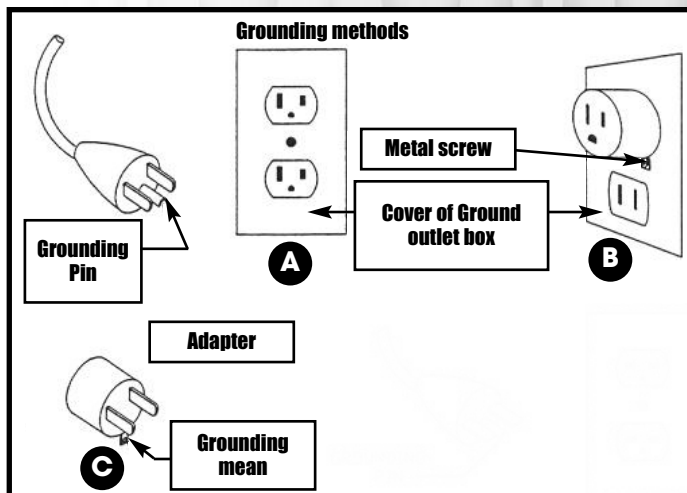 Grounding methods
Metal screw
Grounding
Pin
Cover of Ground
outlet box
A
B
Adapter
Grounding
mean
C